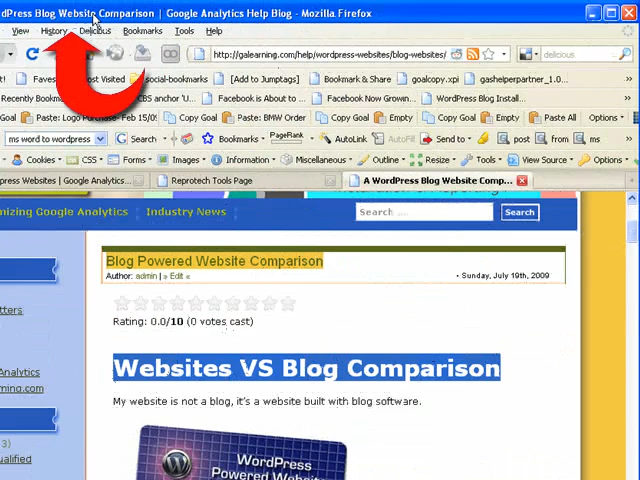 dPress Blog Website Comparison | Google Analytics Help Blog - Mozilla Firefox
View History Delicious Bookmarks Tools Help
http://galearning.com/help/wordpress-websites/blog-websites/ delicious
Faves st Visited social-bookmarks [Add to Jumptags] Bookmark & Share goalcopy.xpi gashelperpartner_1.0...
Recently Bookm CBS anchor 'U... Facebook is About to ... Facebook Now Grown... WordPress Blog Install...
al Paste: Logo Purchase- Feb 15/09 Copy Goal Paste: BMW Order Copy Goal Empty Copy Goal Empty Paste All Options
ms word to wordpress Search Bookmarks PageRank AutoLink AutoFill Send to post from ms
Cookies CSS Forms Images Information Miscellaneous Outline Resize Tools View Source Options
ress Websites | Google Analytics... Reprotech Tools Page A WordPress Blog Website Comp...
mizing Google Analytics Industry News Search .... Search
Blog Powered Website Comparison
Author: admin | » Edit « • Sunday, July 19th, 2009
Rating: 0.0/10 (0 votes cast)
tters
Analytics
rning.com
3)
ualified
Websites VS Blog Comparison
My website is not a blog, it's a website built with blog software.
WordPress
Powered Website